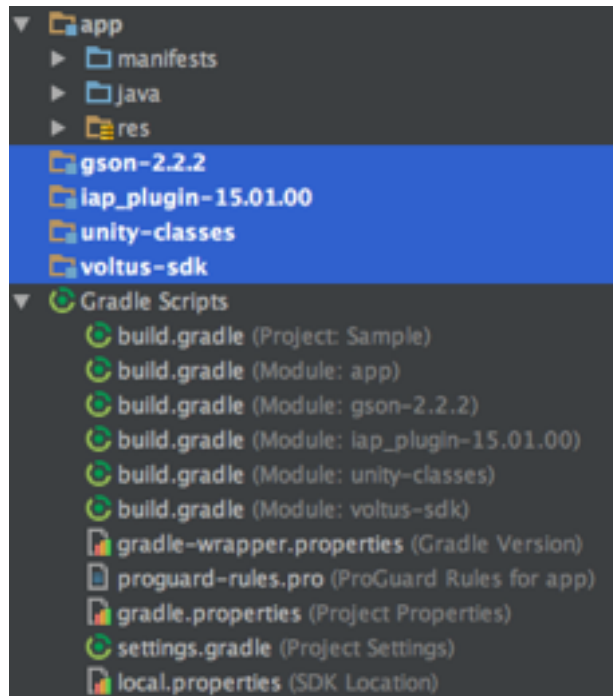 app
manifests
java
res
gson-2.2.2
iap_plugin-15.01.00
unity-classes
voltus-sdk
Gradle Scripts
build.gradle (Project: Sample)
build.gradle (Module: app)
build.gradle (Module: gson-2.2.2)
build.gradle (Module: iap_plugin-15.01.00)
build.gradle (Module: unity-classes)
build.gradle (Module: voltus-sdk)
gradle-wrapper.properties (Gradle Version)
proguard-rules.pro (ProGuard Rules for app)
gradle.properties (Project Properties)
settings.gradle (Project Settings)
local.properties (SDK Location)